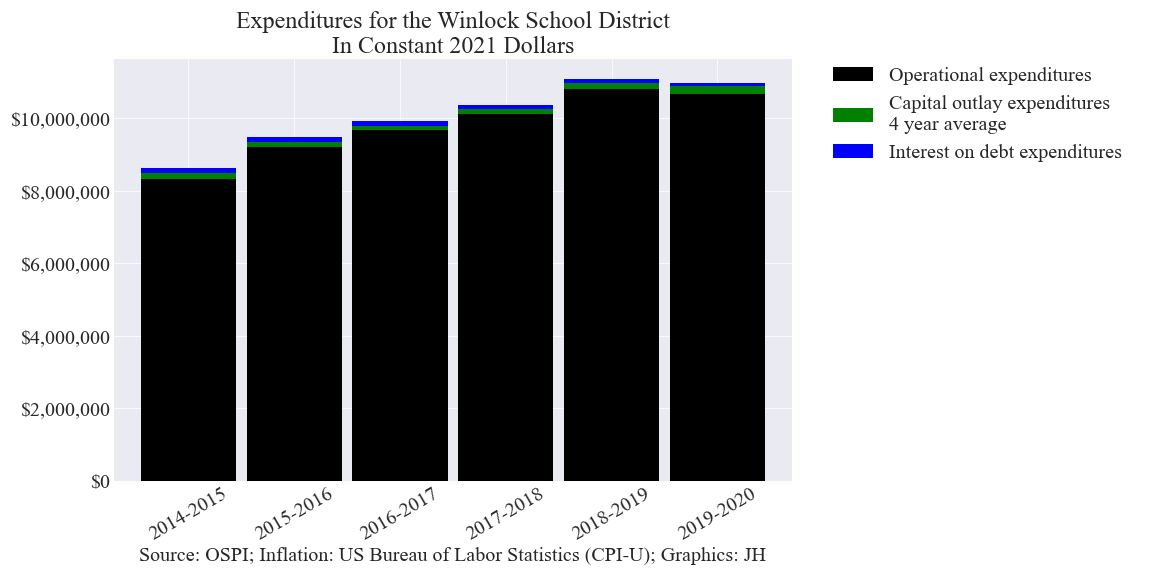 Expenditures for the Winlock School District
In Constant 2021 Dollars
Operational expenditures
Capital outlay expenditures
4 year average
Interest on debt expenditures
$10,000,000
$8,000,000
$6,000,000
$4,000,000
$2,000,000
$0
2014-2015
2015-2016
2016-2017
2017-2018
2018-2019
2019-2020
Source: OSPI; Inflation: US Bureau of Labor Statistics (CPI-U); Graphics: JH